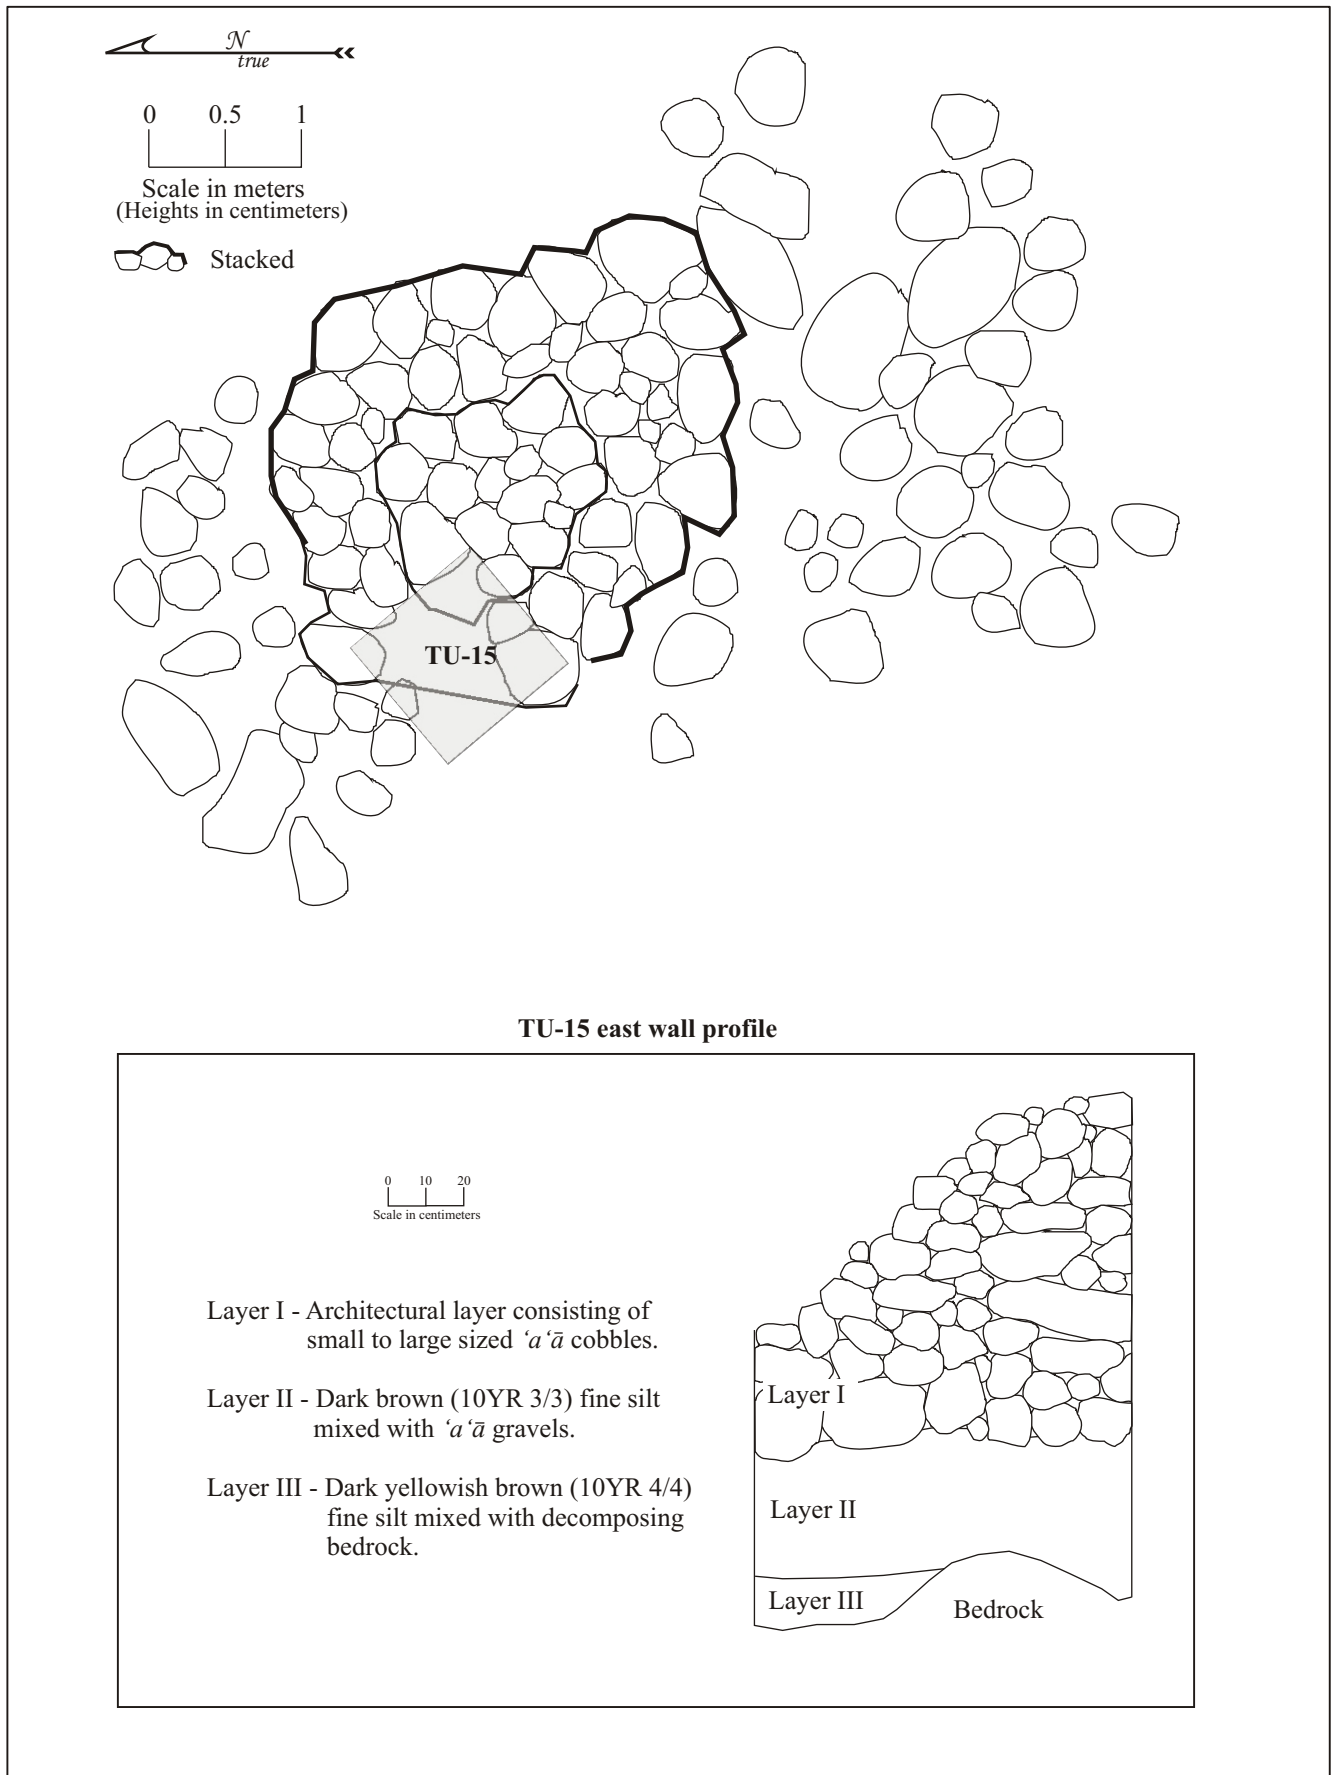 N
true
0 0.5 1
Scale in meters
(Heights in centimeters)
Stacked
TU-15
TU-15 east wall profile
0 10 20
Scale in centimeters
Layer I - Architectural layer consisting of
small to large sized ʻaʻā cobbles.
Layer II - Dark brown (10YR 3/3) fine silt
mixed with ʻaʻā gravels.
Layer III - Dark yellowish brown (10YR 4/4)
fine silt mixed with decomposing
bedrock.
Layer I
Layer II
Layer III
Bedrock